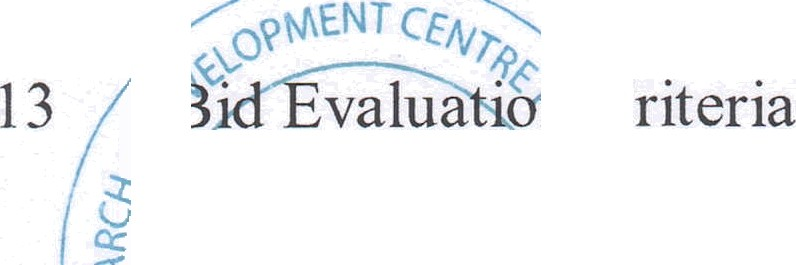 ELOPMENT CENTRE
13 Bid Evaluatio riteria
ARCH